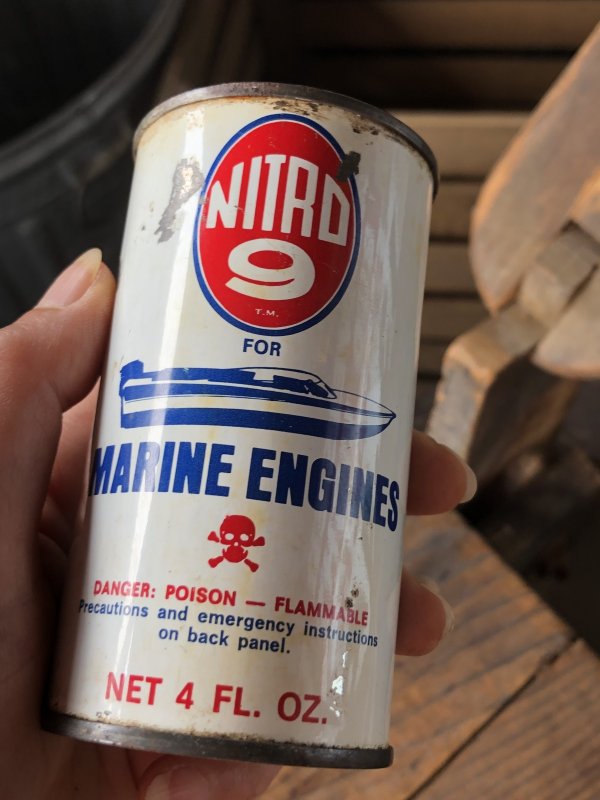 NITRO
9
T.M.
FOR
MARINE ENGINES
DANGER: POISON — FLAMMABLE
Precautions and emergency instructions
on back panel.
NET 4 FL. OZ.